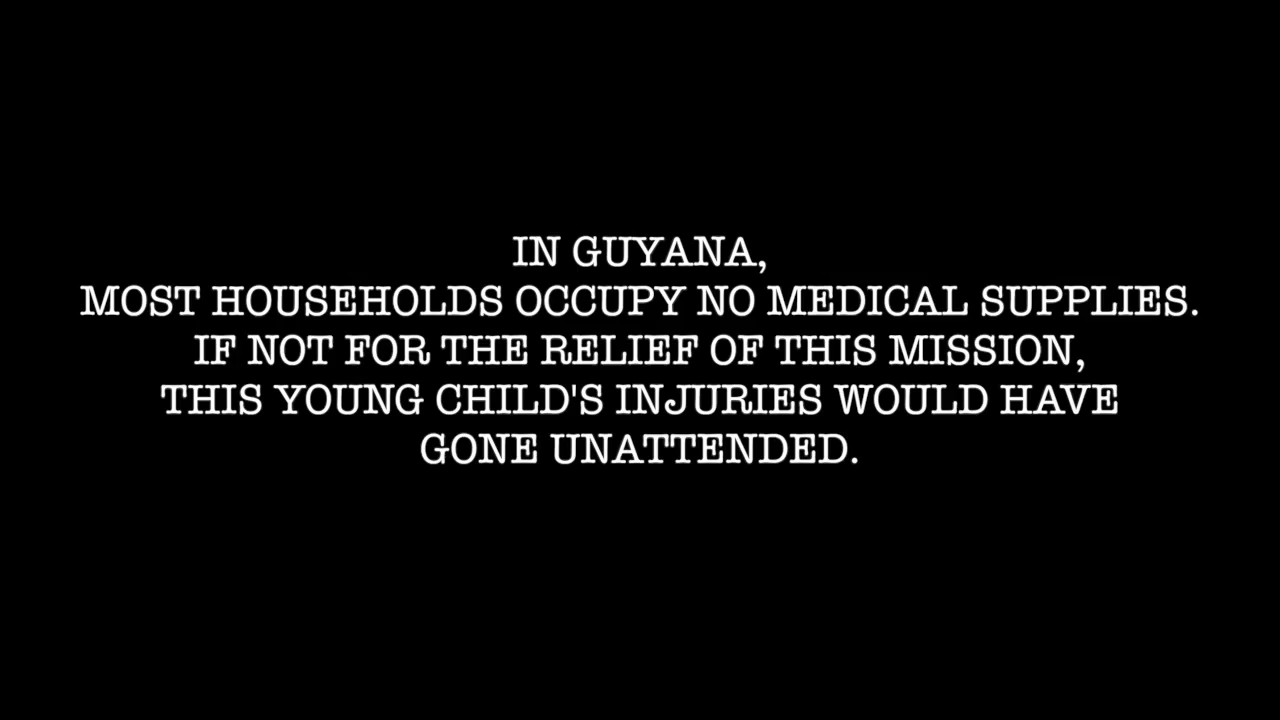 IN GUYANA,
MOST HOUSEHOLDS OCCUPY NO MEDICAL SUPPLIES.
IF NOT FOR THE RELIEF OF THIS MISSION,
THIS YOUNG CHILD'S INJURIES WOULD HAVE
GONE UNATTENDED.